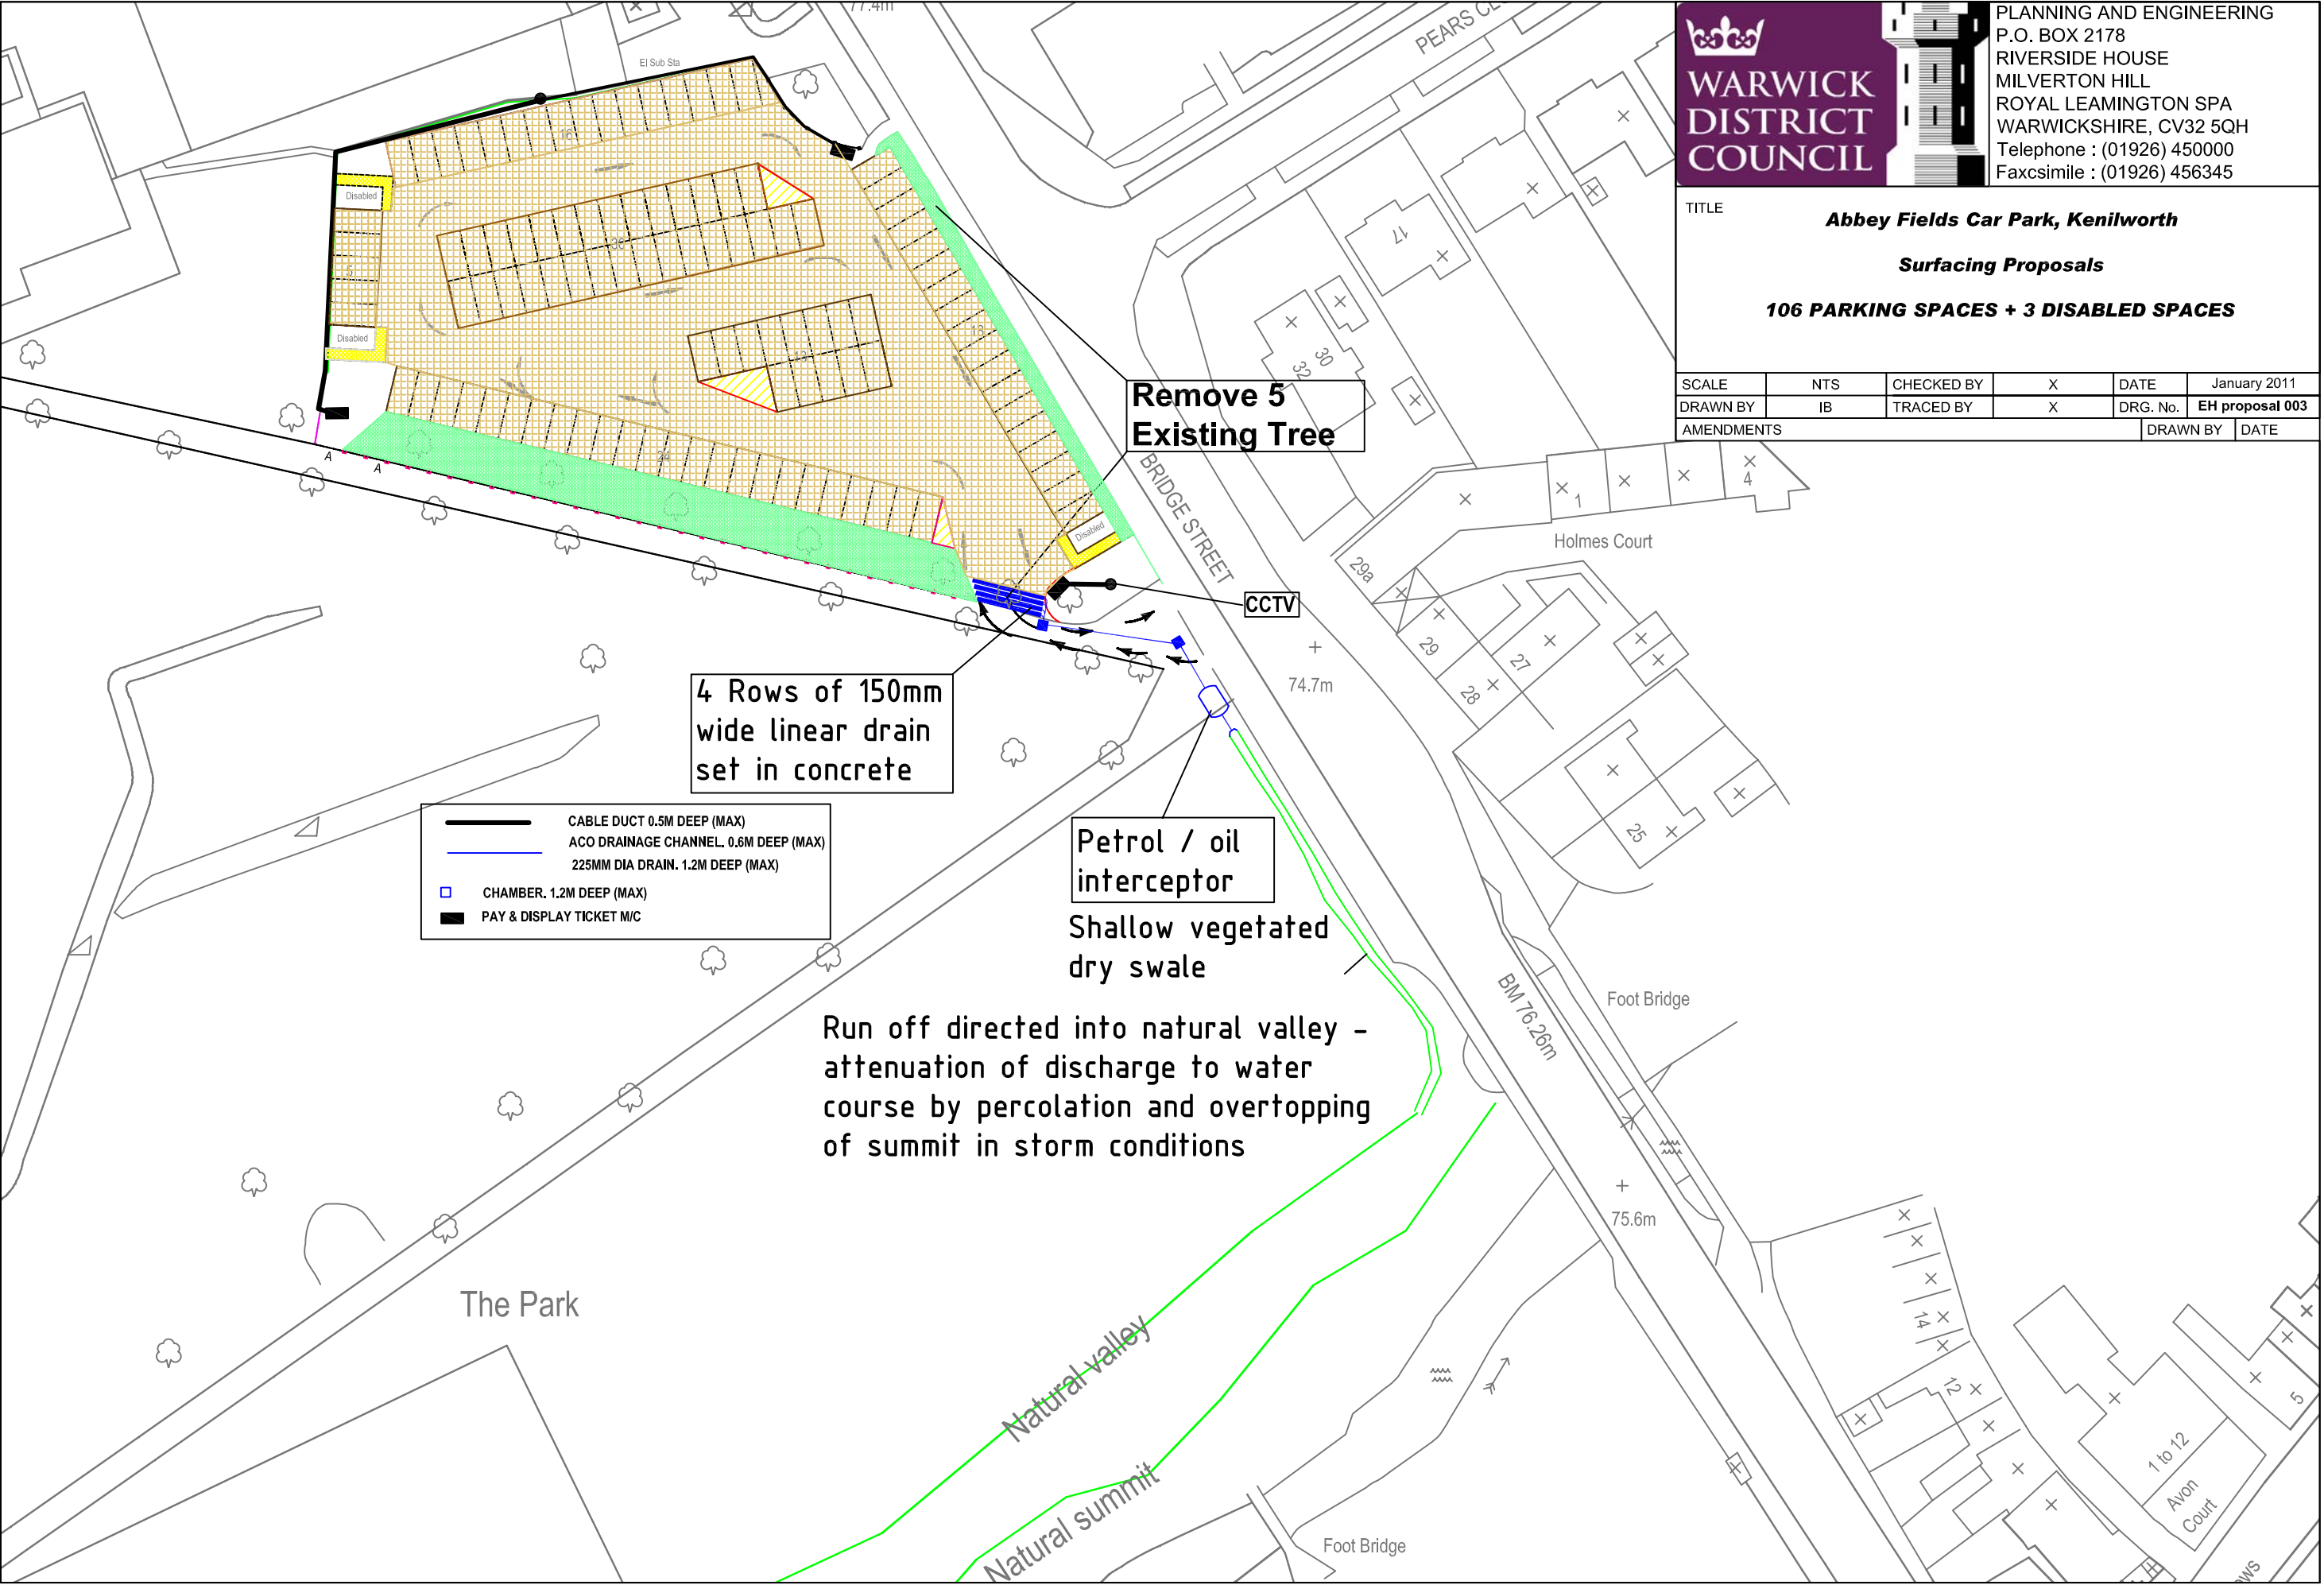 77.4m
PEARS CL
El Sub Sta
16
Disabled
30
5
18
13
Disabled
24
A
A
Disabled
Remove 5
Existing Tree
BRIDGE STREET
CCTV
4 Rows of 150mm
wide linear drain
set in concrete
CABLE DUCT 0.5M DEEP (MAX)
ACO DRAINAGE CHANNEL. 0.6M DEEP (MAX)
225MM DIA DRAIN. 1.2M DEEP (MAX)
CHAMBER. 1.2M DEEP (MAX)
PAY & DISPLAY TICKET M/C
Petrol / oil
interceptor
Shallow vegetated
dry swale
Run off directed into natural valley -
attenuation of discharge to water
course by percolation and overtopping
of summit in storm conditions
The Park
Natural valley
Natural summit
Foot Bridge
WARWICK
DISTRICT
COUNCIL
PLANNING AND ENGINEERING
P.O. BOX 2178
RIVERSIDE HOUSE
MILVERTON HILL
ROYAL LEAMINGTON SPA
WARWICKSHIRE, CV32 5QH
Telephone : (01926) 450000
Faxcsimile : (01926) 456345
TITLE
Abbey Fields Car Park, Kenilworth
Surfacing Proposals
106 PARKING SPACES + 3 DISABLED SPACES
SCALE NTS CHECKED BY X DATE January 2011
DRAWN BY IB TRACED BY X DRG. No. EH proposal 003
AMENDMENTS DRAWN BY DATE
17
30
32
1
4
Holmes Court
29a
29
27
28
25
74.7m
BM 76.26m
Foot Bridge
75.6m
14
12
5
1 to 12
Avon
Court
ws